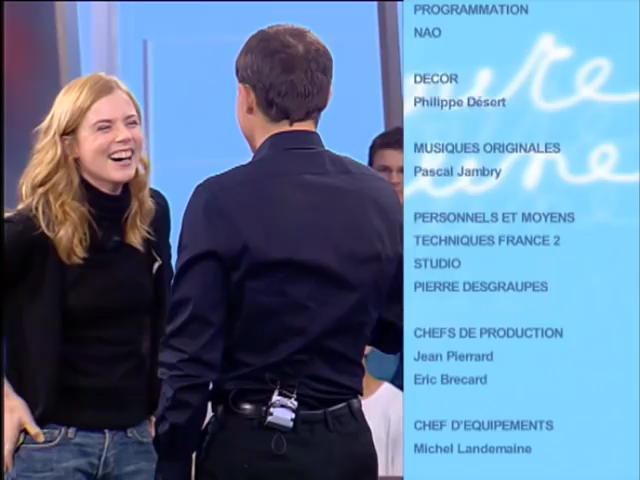 PROGRAMMATION
NAO
DECOR
Philippe Désert
MUSIQUES ORIGINALES
Pascal Jambry
PERSONNELS ET MOYENS
TECHNIQUES FRANCE 2
STUDIO
PIERRE DESGRAUPES
CHEFS DE PRODUCTION
Jean Pierrard
Eric Brecard
CHEF D'EQUIPEMENTS
Michel Landemaine